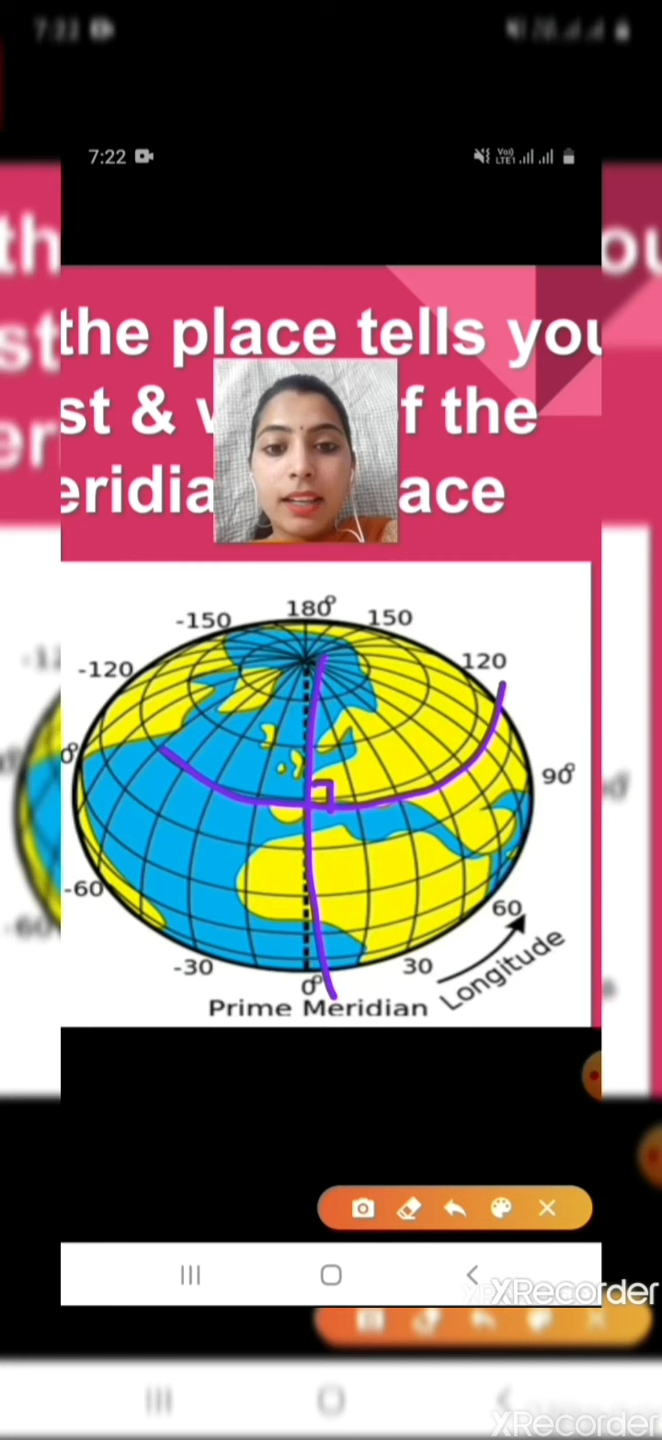 7:22
the place tells you
st & f the
eridia ace
180°
-150 150
-120 120
90°
-60 60
-30 30
0°
Longitude
Prime Meridian
XRecorder
XRecorder